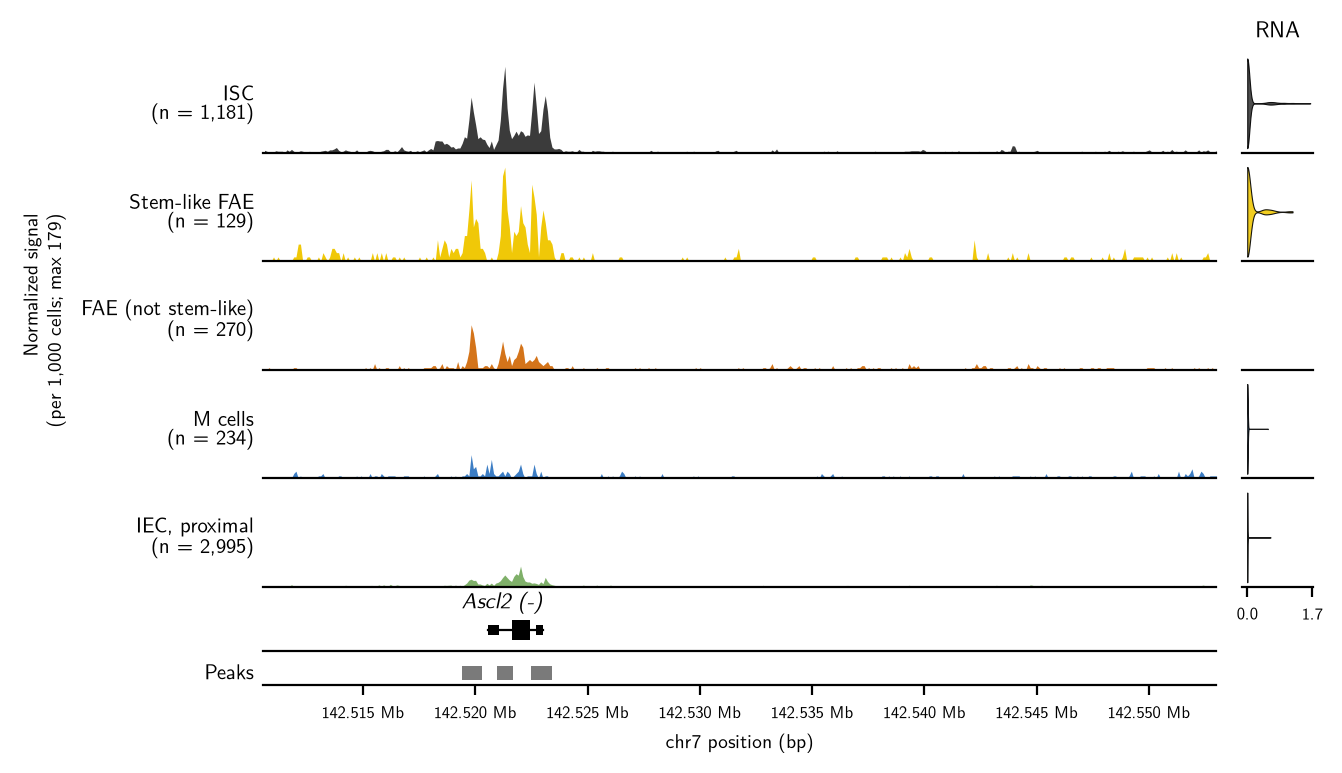 RNA
ISC
(n = 1,181)
Stem-like FAE
(n = 129)
Normalized signal
(per 1,000 cells; max 179)
FAE (not stem-like)
(n = 270)
M cells
(n = 234)
IEC, proximal
(n = 2,995)
Ascl2 (-)
0.0 1.7
Peaks
142.515 Mb 142.520 Mb 142.525 Mb 142.530 Mb 142.535 Mb 142.540 Mb 142.545 Mb 142.550 Mb
chr7 position (bp)